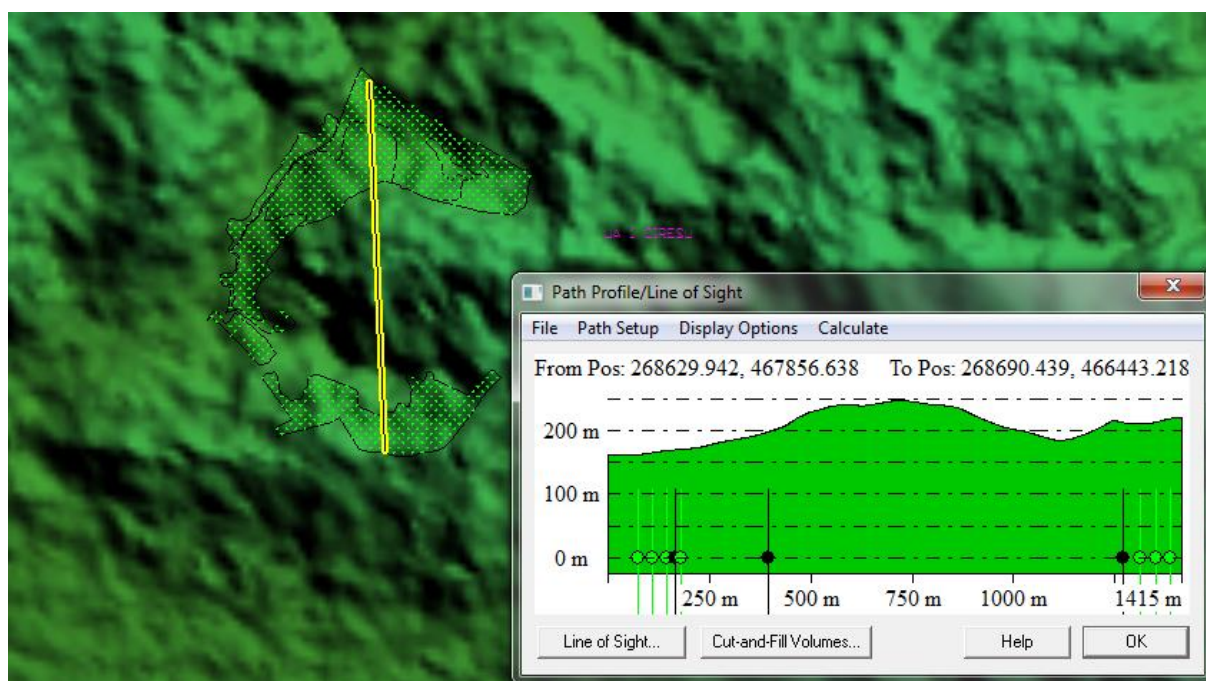 UA I CIRESU
Path Profile/Line of Sight
File Path Setup Display Options Calculate
From Pos: 268629.942, 467856.638 To Pos: 268690.439, 466443.218
200 m
100 m
0 m
250 m 500 m 750 m 1000 m 1415 m
Line of Sight... Cut-and-Fill Volumes... Help OK